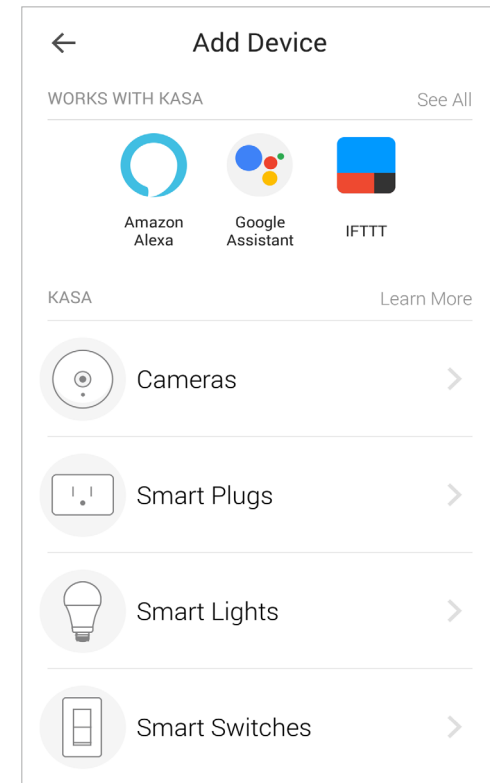 Add Device
WORKS WITH KASA
See All
Amazon
Alexa
Google
Assistant
IFTTT
KASA
Learn More
Cameras
Smart Plugs
Smart Lights
Smart Switches